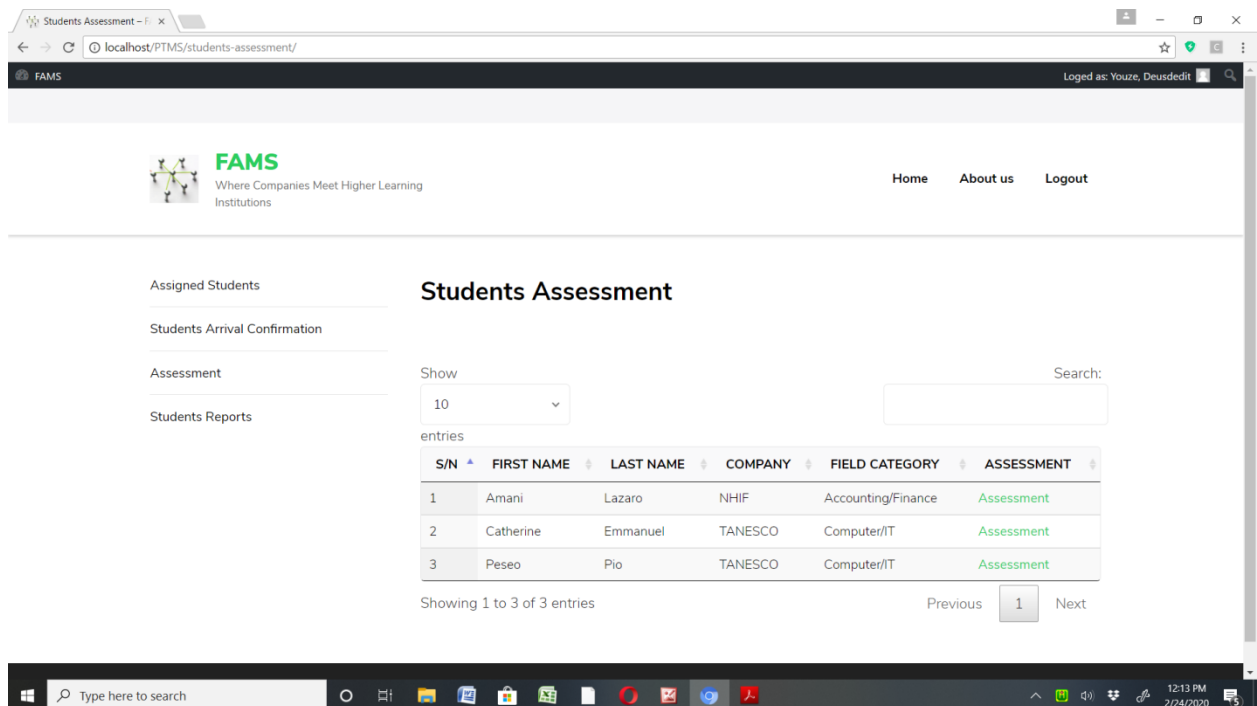 Students Assessment – F
localhost/PTMS/students-assessment/
FAMS
Loged as: Youze, Deusdedit
FAMS
Where Companies Meet Higher Learning
Institutions
Home About us Logout
Assigned Students
Students Arrival Confirmation
Assessment
Students Reports
Students Assessment
Show
10
entries
Search:
S/N FIRST NAME LAST NAME COMPANY FIELD CATEGORY ASSESSMENT
1 Amani Lazaro NHIF Accounting/Finance Assessment
2 Catherine Emmanuel TANESCO Computer/IT Assessment
3 Peseo Pio TANESCO Computer/IT Assessment
Showing 1 to 3 of 3 entries
Previous 1 Next
Type here to search
12:13 PM
2/24/2020
5